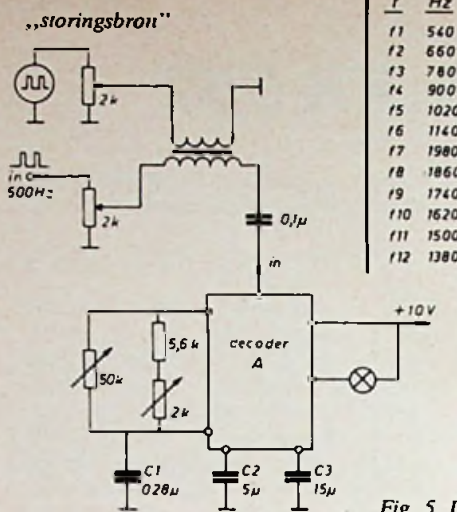 „storingsbron"
2k
in
500Hz
2k
0,1µ
in
decoder
A
+10V
50k
5,6k
2k
C1
0,28µ
C2
5µ
C3
15µ
f Hz
f1 540
f2 660
f3 780
f4 900
f5 1020
f6 1140
f7 1980
f8 1860
f9 1740
f10 1620
f11 1500
f12 1380
Fig. 5.